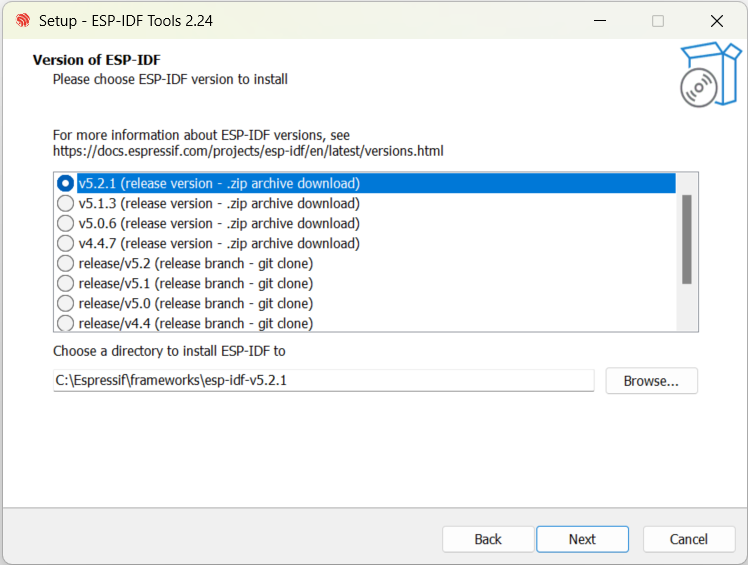 Setup - ESP-IDF Tools 2.24
Version of ESP-IDF
Please choose ESP-IDF version to install
For more information about ESP-IDF versions, see
https://docs.espressif.com/projects/esp-idf/en/latest/versions.html
v5.2.1 (release version - .zip archive download)
v5.1.3 (release version - .zip archive download)
v5.0.6 (release version - .zip archive download)
v4.4.7 (release version - .zip archive download)
release/v5.2 (release branch - git clone)
release/v5.1 (release branch - git clone)
release/v5.0 (release branch - git clone)
release/v4.4 (release branch - git clone)
Choose a directory to install ESP-IDF to
C:\Espressif\frameworks\esp-idf-v5.2.1
Browse...
Back
Next
Cancel